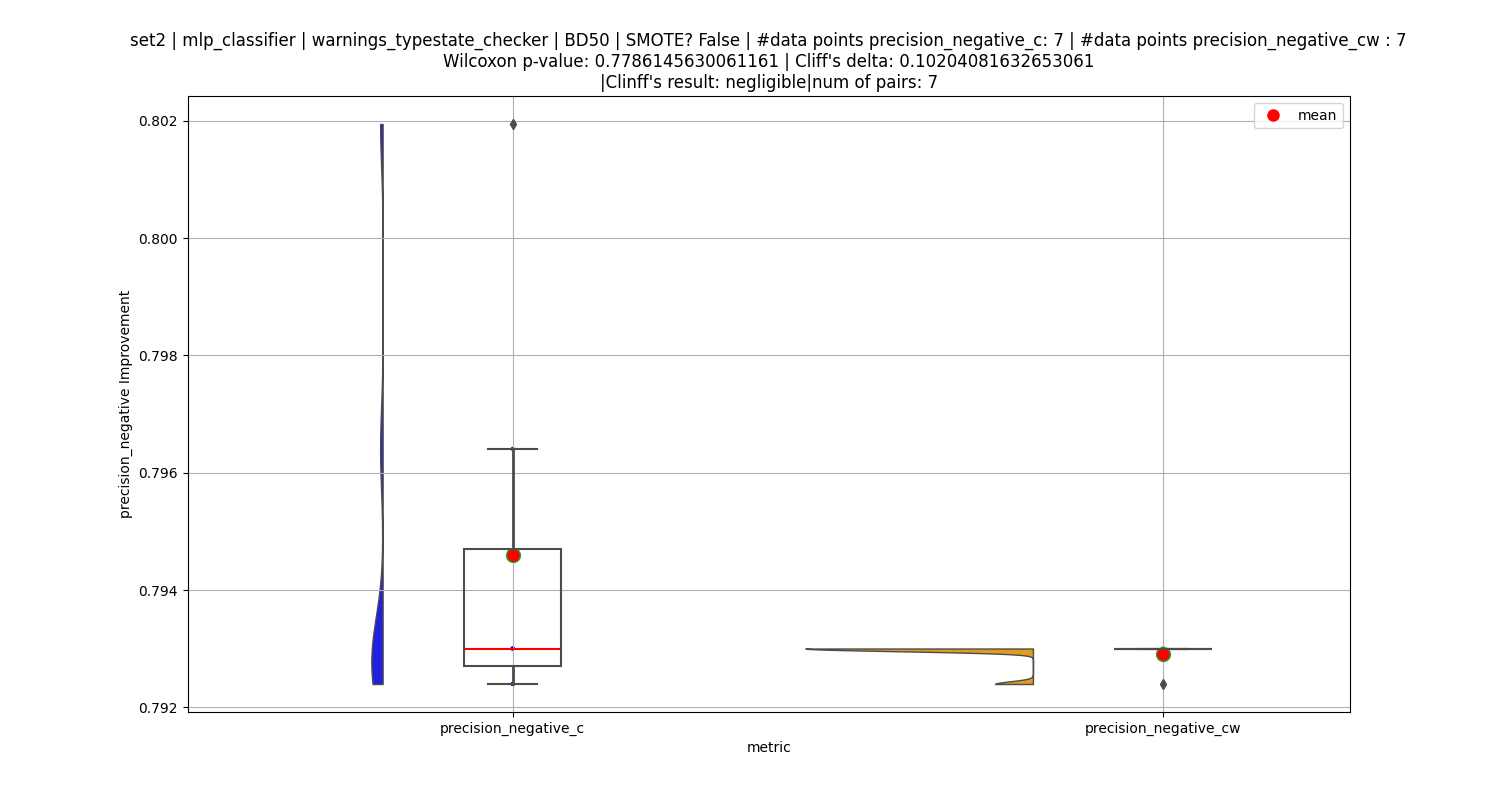 set2 | mlp_classifier | warnings_typestate_checker | BD50 | SMOTE? False | #data points precision_negative_c: 7 | #data points precision_negative_cw : 7
Wilcoxon p-value: 0.7786145630061161 | Cliff's delta: 0.10204081632653061
|Clinff's result: negligible|num of pairs: 7
mean
0.802
0.800
0.798
0.796
0.794
0.792
precision_negative Improvement
precision_negative_c
precision_negative_cw
metric